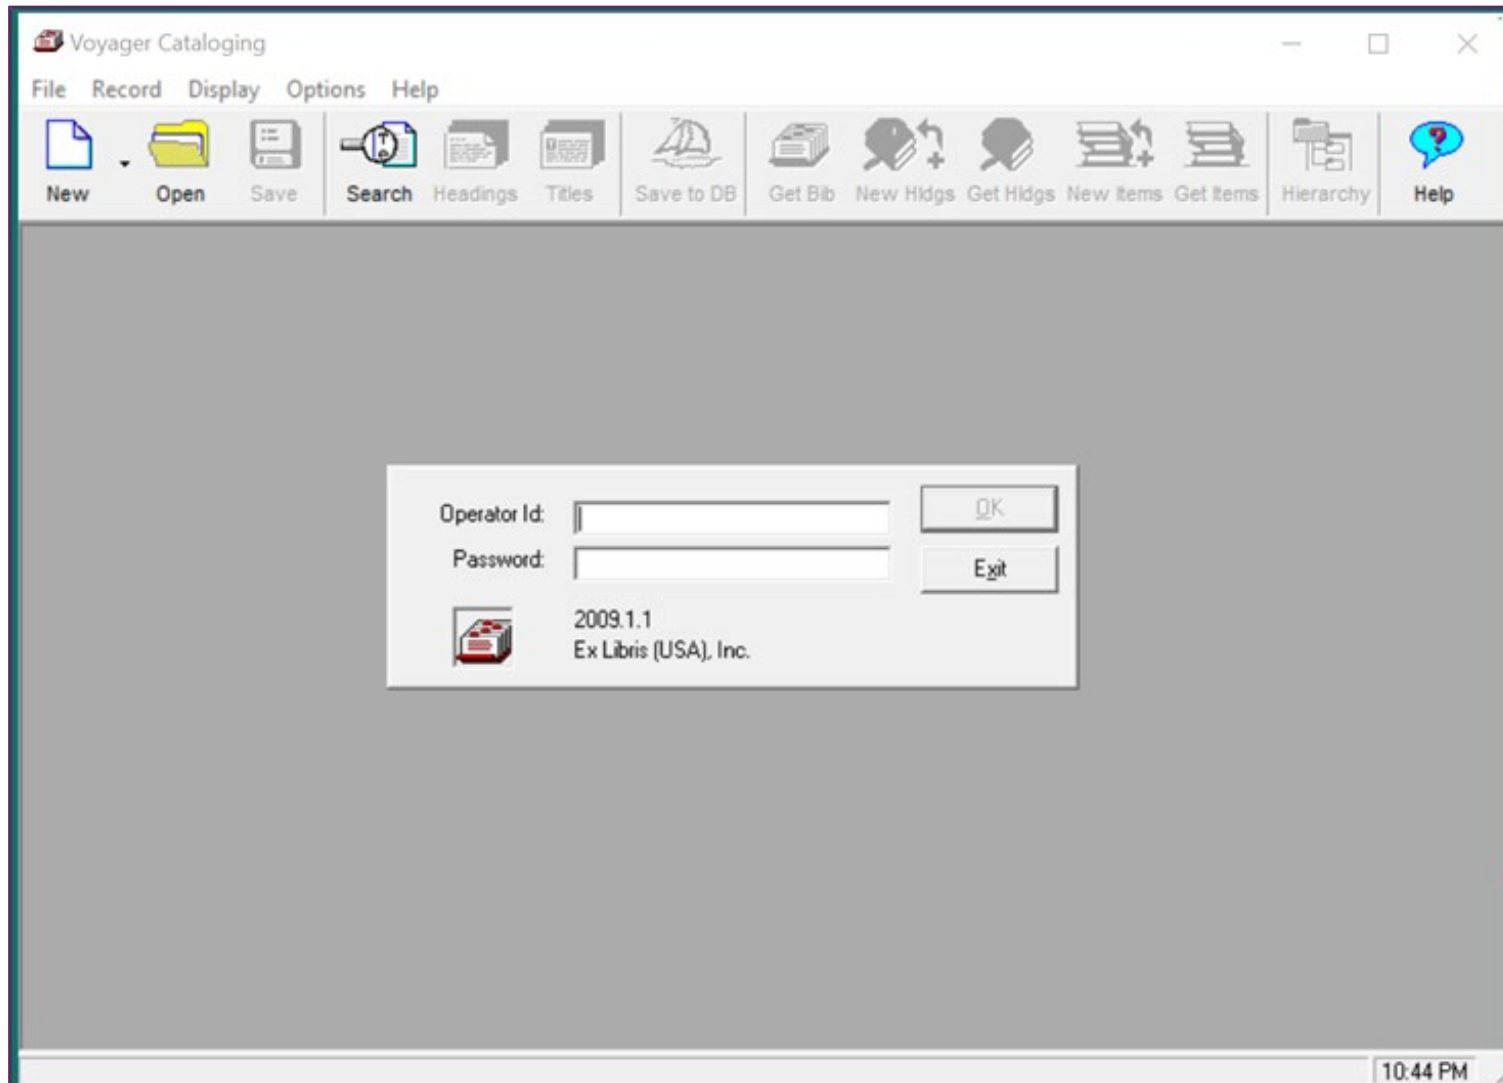 Voyager Cataloging
File Record Display Options Help
New Open Save Search Headings Titles Save to DB Get Bib New Hldgs Get Hldgs New Items Get Items Hierarchy Help
Operator Id:
OK
Password:
Exit
2009.1.1
Ex Libris (USA), Inc.
10:44 PM